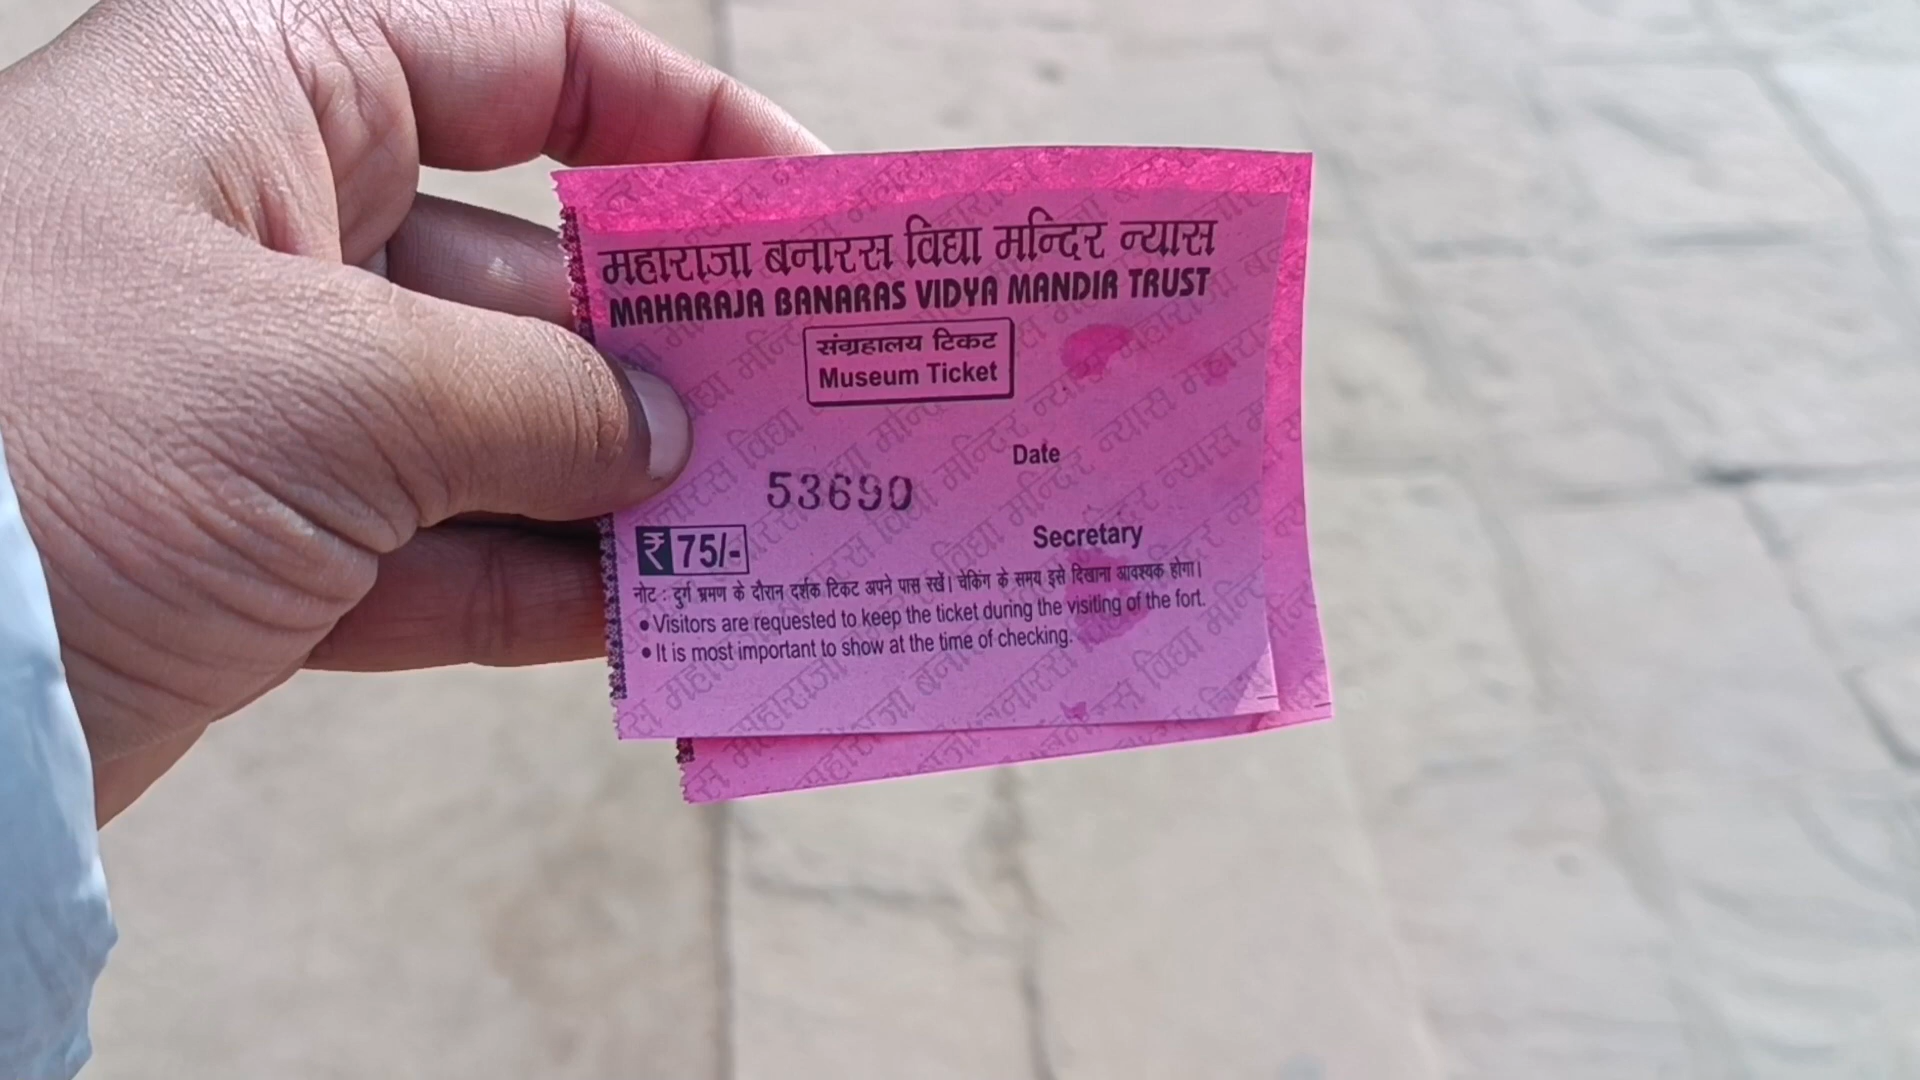 महाराजा बनारस विद्या मन्दिर न्यास
MAHARAJA BANARAS VIDYA MANDIR TRUST
संग्रहालय टिकट
Museum Ticket
Date
53690
₹ 75/-
Secretary
नोट : दुर्ग भ्रमण के दौरान दर्शक टिकट अपने पास रखें। चेकिंग के समय इसे दिखाना आवश्यक होगा।
• Visitors are requested to keep the ticket during the visiting of the fort.
• It is most important to show at the time of checking.